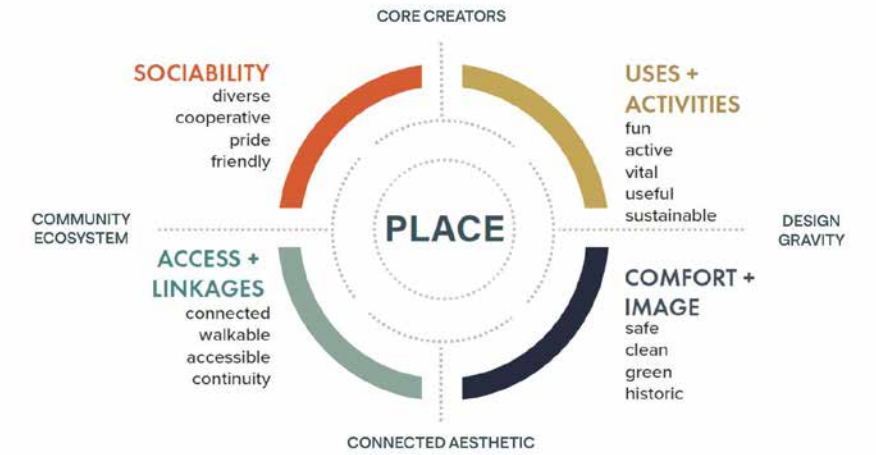 CORE CREATORS
SOCIABILITY
diverse
cooperative
pride
friendly
USES +
ACTIVITIES
fun
active
vital
useful
sustainable
COMMUNITY
ECOSYSTEM
PLACE
DESIGN
GRAVITY
ACCESS +
LINKAGES
connected
walkable
accessible
continuity
COMFORT +
IMAGE
safe
clean
green
historic
CONNECTED AESTHETIC